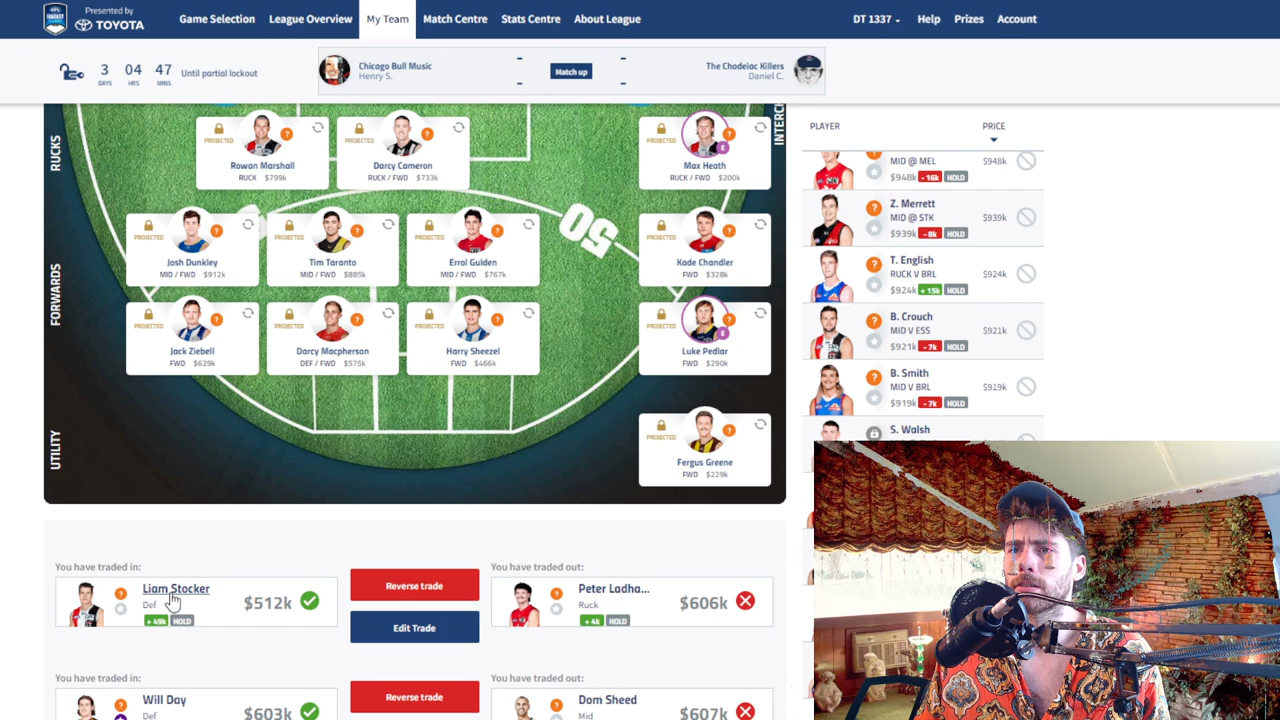 Presented by
TOYOTA
Game Selection
League Overview
My Team
Match Centre
Stats Centre
About League
DT 1337
Help
Prizes
Account
3
DAYS
04
HRS
47
MINS
Until partial lockout
Chicago Bull Music
Henry S.
-
-
Match up
-
-
The Chodeiac Killers
Daniel C.
RUCKS
PROJECTED
Rowan Marshall
RUCK / $799k
PROJECTED
Darcy Cameron
RUCK / FWD $733k
INTERCH
PROJECTED
E
Max Heath
RUCK / FWD $200k
FORWARDS
50
PROJECTED
Josh Dunkley
MID / FWD $912k
PROJECTED
Tim Taranto
MID / FWD $885k
PROJECTED
Errol Gulden
MID / FWD $767k
PROJECTED
Kade Chandler
FWD $328k
PROJECTED
Jack Ziebell
FWD $629k
PROJECTED
Darcy Macpherson
DEF / FWD $575k
PROJECTED
Harry Sheezel
FWD $466k
PROJECTED
E
Luke Pedlar
FWD $290k
UTILITY
PROJECTED
Fergus Greene
FWD $229k
PLAYER
PRICE
MID @ MEL
$948k
$948k - 16k HOLD
Z. Merrett
MID @ STK
$939k
$939k - 8k HOLD
T. English
RUCK V BRL
$924k
$924k + 15k HOLD
B. Crouch
MID V ESS
$921k
$921k - 7k HOLD
B. Smith
MID V BRL
$919k
$919k - 7k HOLD
S. Walsh
You have traded in:
Liam Stocker
Def
+ 49k HOLD
$512k
Reverse trade
Edit Trade
You have traded out:
Peter Ladha...
Ruck
+ 4k HOLD
$606k
You have traded in:
Will Day
Def
$603k
Reverse trade
You have traded out:
Dom Sheed
Mid
$607k